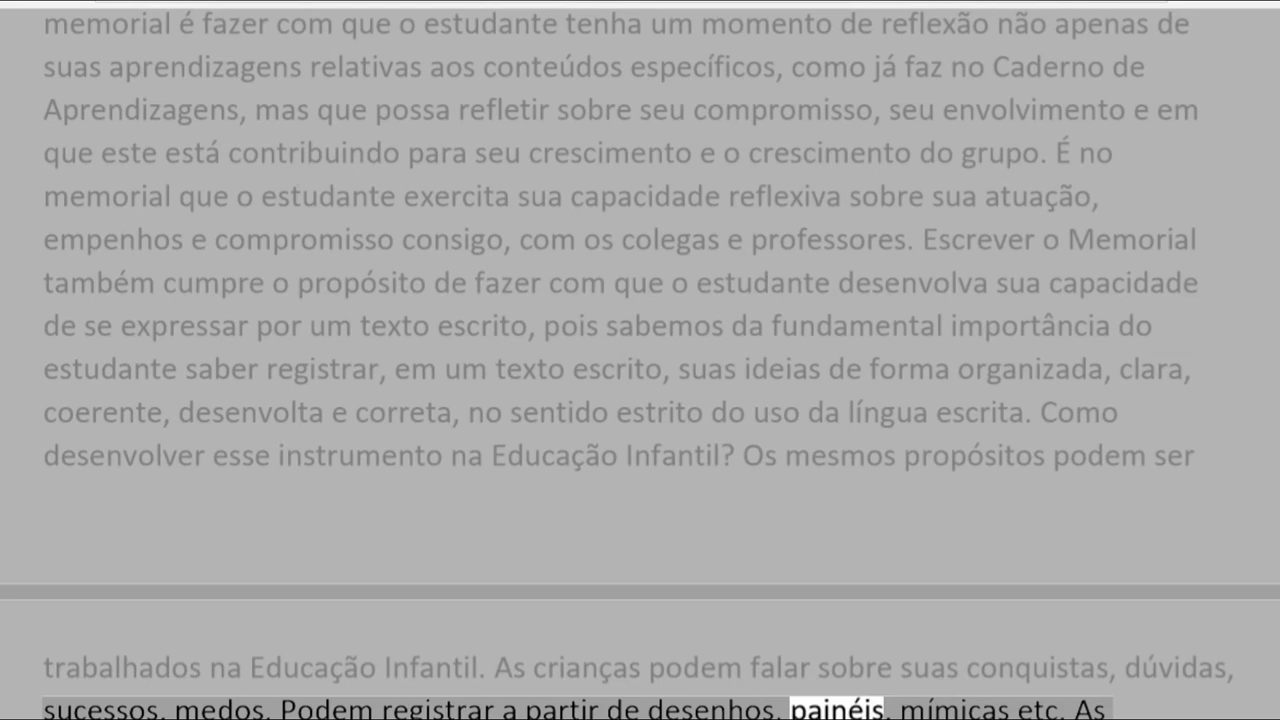 memorial é fazer com que o estudante tenha um momento de reflexão não apenas de
suas aprendizagens relativas aos conteúdos específicos, como já faz no Caderno de
Aprendizagens, mas que possa refletir sobre seu compromisso, seu envolvimento e em
que este está contribuindo para seu crescimento e o crescimento do grupo. É no
memorial que o estudante exercita sua capacidade reflexiva sobre sua atuação,
empenhos e compromisso consigo, com os colegas e professores. Escrever o Memorial
também cumpre o propósito de fazer com que o estudante desenvolva sua capacidade
de se expressar por um texto escrito, pois sabemos da fundamental importância do
estudante saber registrar, em um texto escrito, suas ideias de forma organizada, clara,
coerente, desenvolta e correta, no sentido estrito do uso da língua escrita. Como
desenvolver esse instrumento na Educação Infantil? Os mesmos propósitos podem ser
trabalhados na Educação Infantil. As crianças podem falar sobre suas conquistas, dúvidas,
sucessos, medos. Podem registrar a partir de desenhos, painéis, mímicas etc. As